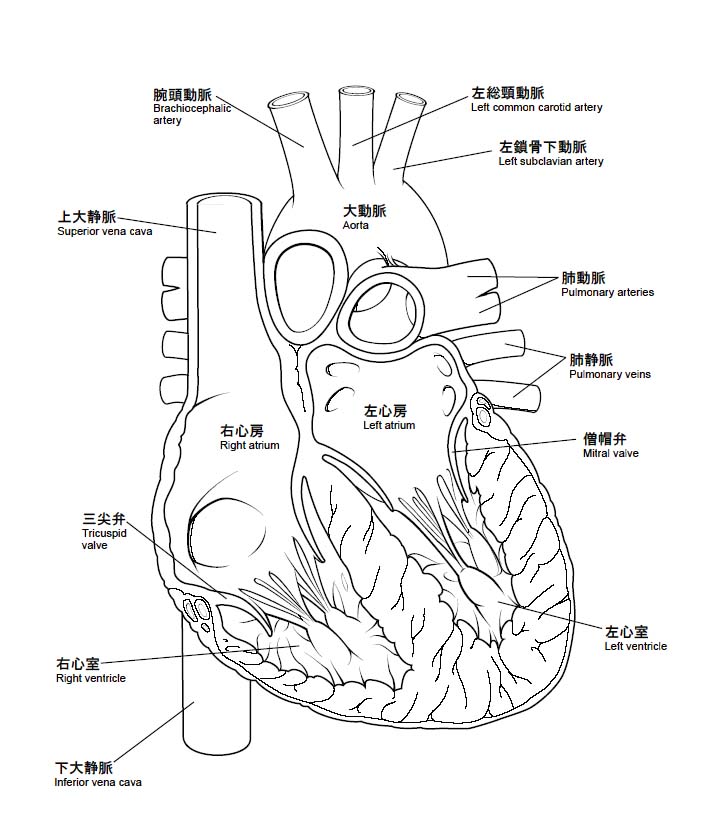 腕頭動脈
Brachiocephalic
artery
左総頸動脈
Left common carotid artery
左鎖骨下動脈
Left subclavian artery
上大静脈
Superior vena cava
大動脈
Aorta
肺動脈
Pulmonary arteries
肺静脈
Pulmonary veins
左心房
Left atrium
右心房
Right atrium
僧帽弁
Mitral valve
三尖弁
Tricuspid
valve
左心室
Left ventricle
右心室
Right ventricle
下大静脈
Inferior vena cava